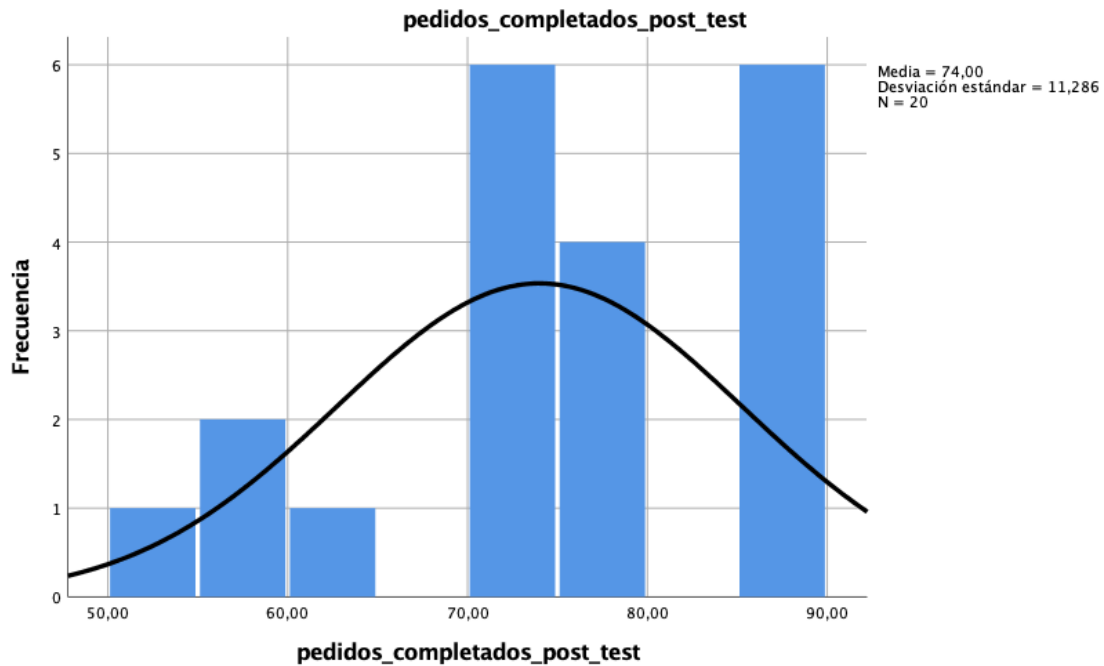 pedidos_completados_post_test
Media = 74,00
Desviación estándar = 11,286
N = 20
Frecuencia
6
5
4
3
2
1
0
50,00 60,00 70,00 80,00 90,00
pedidos_completados_post_test